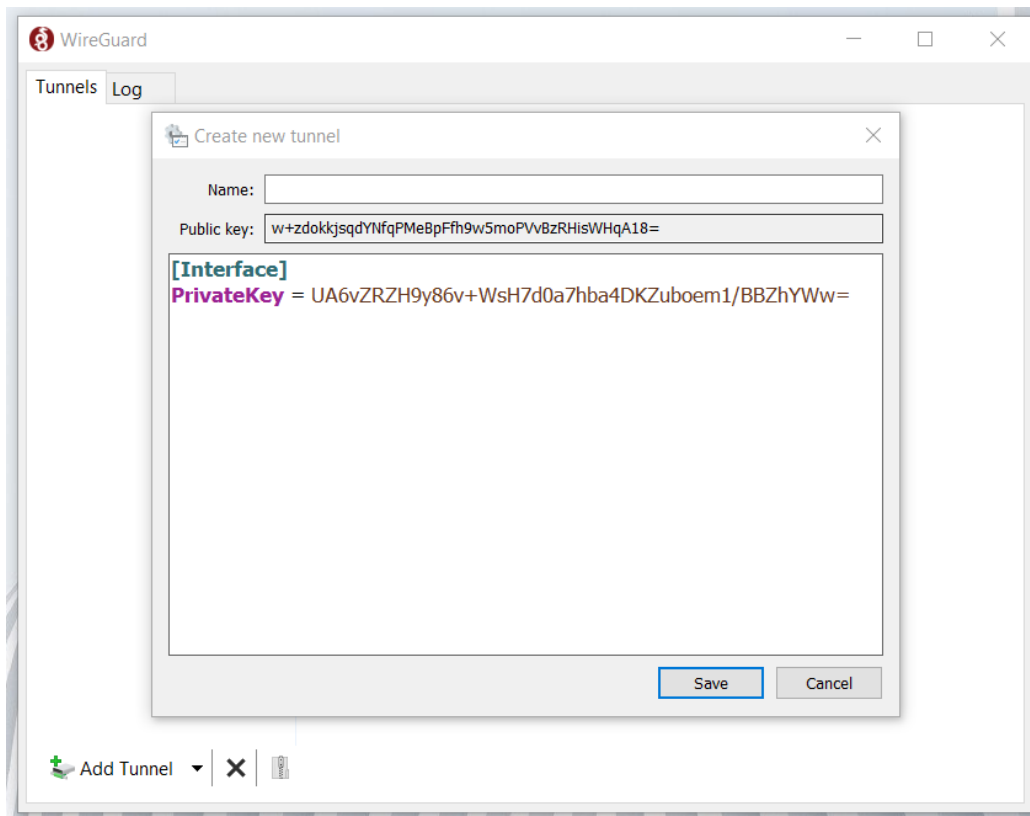 WireGuard
Tunnels Log
Create new tunnel
Name:
Public key: w+zdokkjsqdYNfqPMeBpFfh9w5moPVvBzRHisWHqA18=
[Interface]
PrivateKey = UA6vZRZH9y86v+WsH7d0a7hba4DKZuboem1/BBZhYWw=
Save Cancel
Add Tunnel